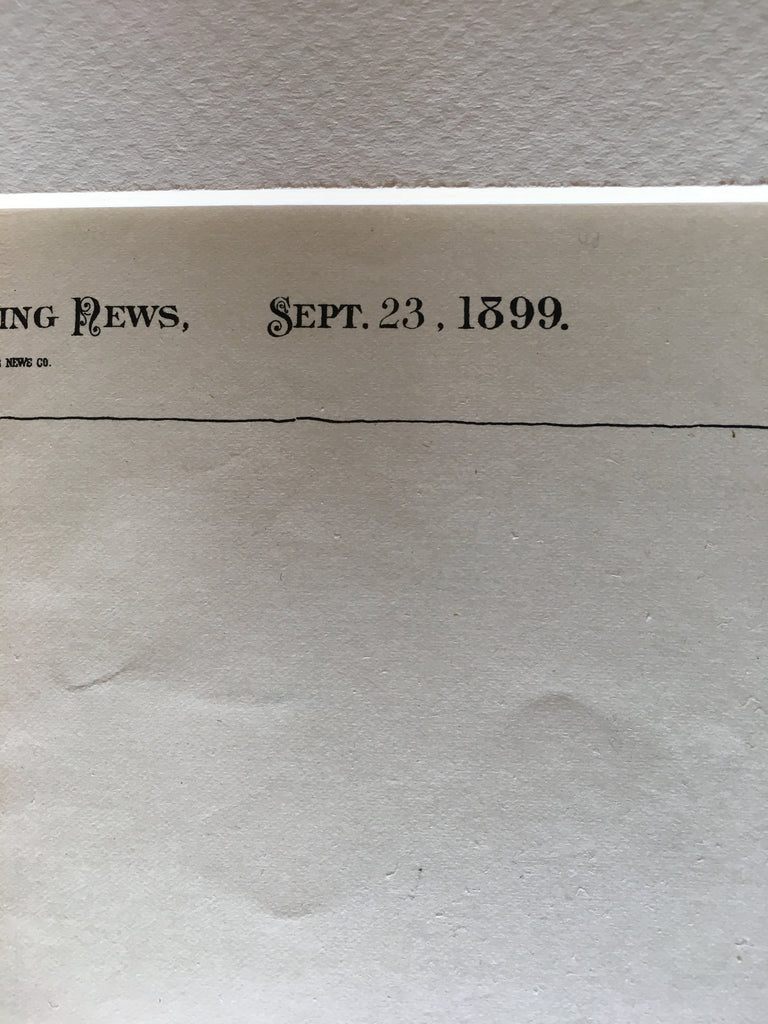 ING NEWS, SEPT. 23, 1899.
NEWS CO.